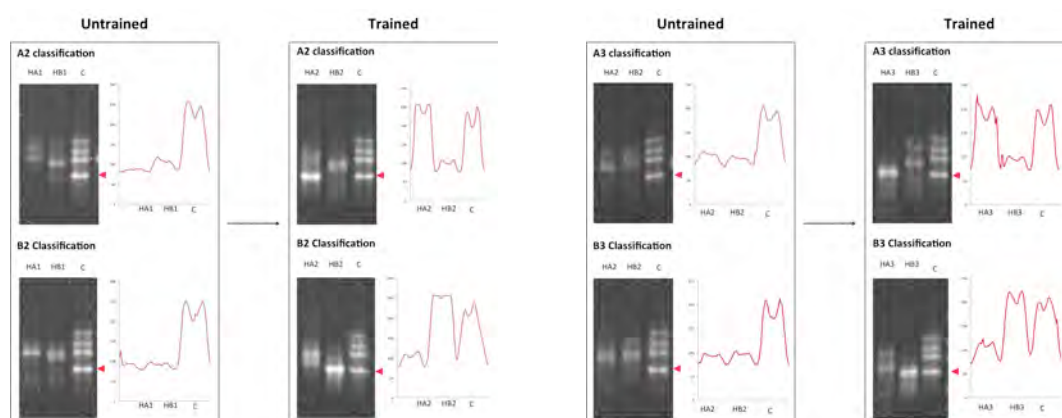 Untrained
Trained
Untrained
Trained
A2 classification
HA1 HB1 C
HA1 HB1 C
A2 classification
HA2 HB2 C
HA2 HB2 C
A3 classification
HA2 HB2 C
HA2 HB2 C
A3 classification
HA3 HB3 C
HA3 HB3 C
B2 Classification
HA1 HB1 C
HA1 HB1 C
B2 Classification
HA2 HB2 C
HA2 HB2 C
B3 Classification
HA2 HB2 C
HA2 HB2 C
B3 Classification
HA3 HB3 C
HA3 HB3 C